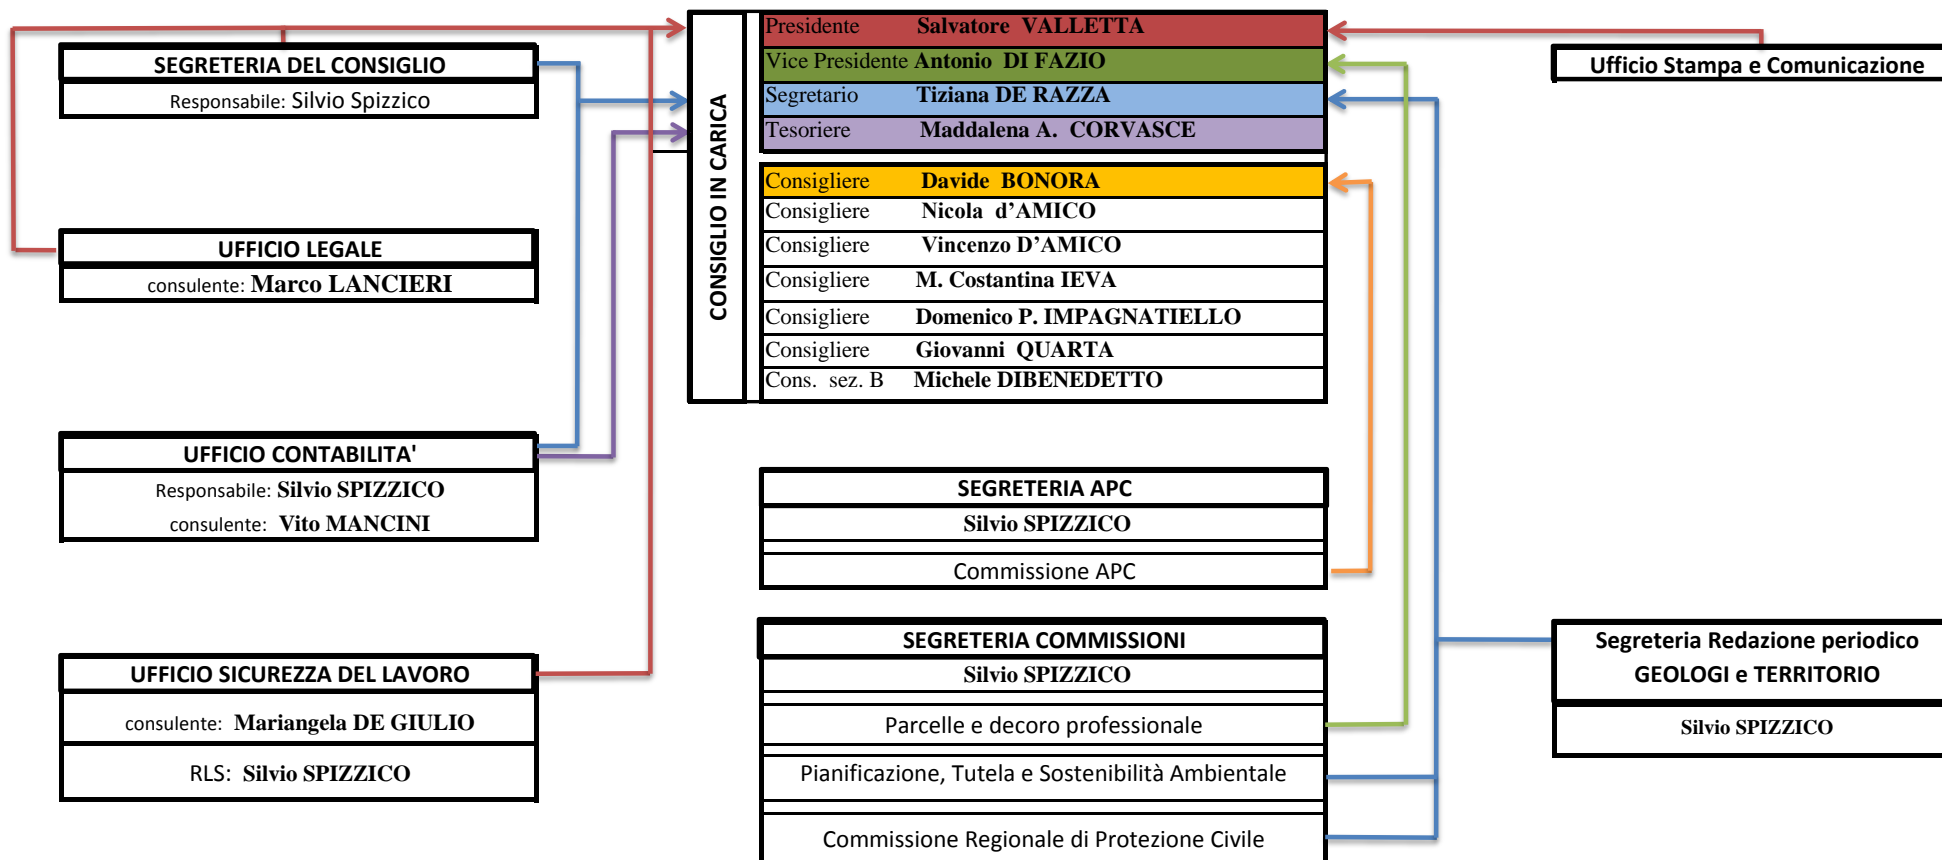 SEGRETERIA DEL CONSIGLIO
Responsabile: Silvio Spizzico
UFFICIO LEGALE
consulente: Marco LANCIERI
UFFICIO CONTABILITA'
Responsabile: Silvio SPIZZICO
consulente: Vito MANCINI
UFFICIO SICUREZZA DEL LAVORO
consulente: Mariangela DE GIULIO
RLS: Silvio SPIZZICO
CONSIGLIO IN CARICA
Presidente Salvatore VALLETTA
Vice Presidente Antonio DI FAZIO
Segretario Tiziana DE RAZZA
Tesoriere Maddalena A. CORVASCE
Consigliere Davide BONORA
Consigliere Nicola d’AMICO
Consigliere Vincenzo D’AMICO
Consigliere M. Costantina IEVA
Consigliere Domenico P. IMPAGNATIELLO
Consigliere Giovanni QUARTA
Cons. sez. B Michele DIBENEDETTO
SEGRETERIA APC
Silvio SPIZZICO
Commissione APC
SEGRETERIA COMMISSIONI
Silvio SPIZZICO
Parcelle e decoro professionale
Pianificazione, Tutela e Sostenibilità Ambientale
Commissione Regionale di Protezione Civile
Ufficio Stampa e Comunicazione
Segreteria Redazione periodico
GEOLOGI e TERRITORIO
Silvio SPIZZICO